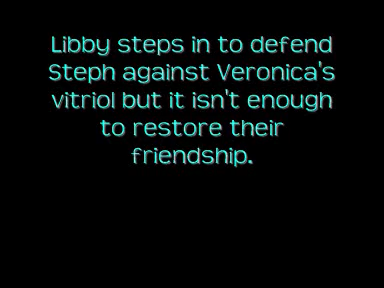 Libby steps in to defend
Steph against Veronica's
vitriol but it isn't enough
to restore their
friendship.